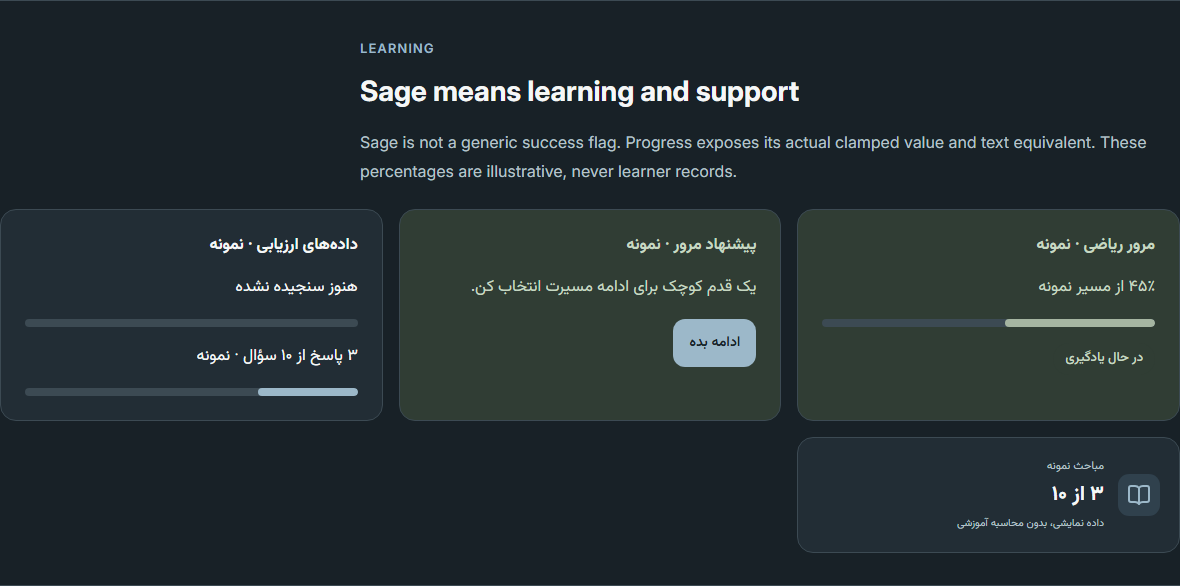 LEARNING
Sage means learning and support
Sage is not a generic success flag. Progress exposes its actual clamped value and text equivalent. These
percentages are illustrative, never learner records.
مرور ریاضی · نمونه
۴۵٪ از مسیر نمونه
در حال یادگیری
پیشنهاد مرور · نمونه
یک قدم کوچک برای ادامه مسیرت انتخاب کن.
ادامه بده
داده‌های ارزیابی · نمونه
هنوز سنجیده نشده
۳ پاسخ از ۱۰ سؤال · نمونه
مباحث نمونه
۳ از ۱۰
داده نمایشی، بدون محاسبه آموزشی